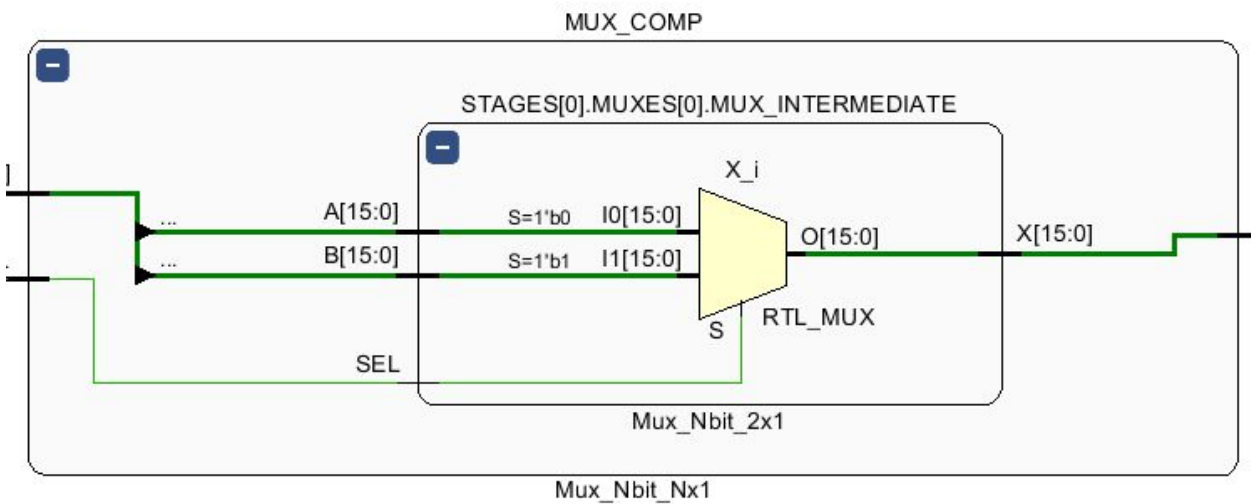 MUX_COMP
STAGES[0].MUXES[0].MUX_INTERMEDIATE
X_i
]
...
A[15:0]
S=1'b0
I0[15:0]
O[15:0]
X[15:0]
...
B[15:0]
S=1'b1
I1[15:0]
S
RTL_MUX
SEL
Mux_Nbit_2x1
Mux_Nbit_Nx1